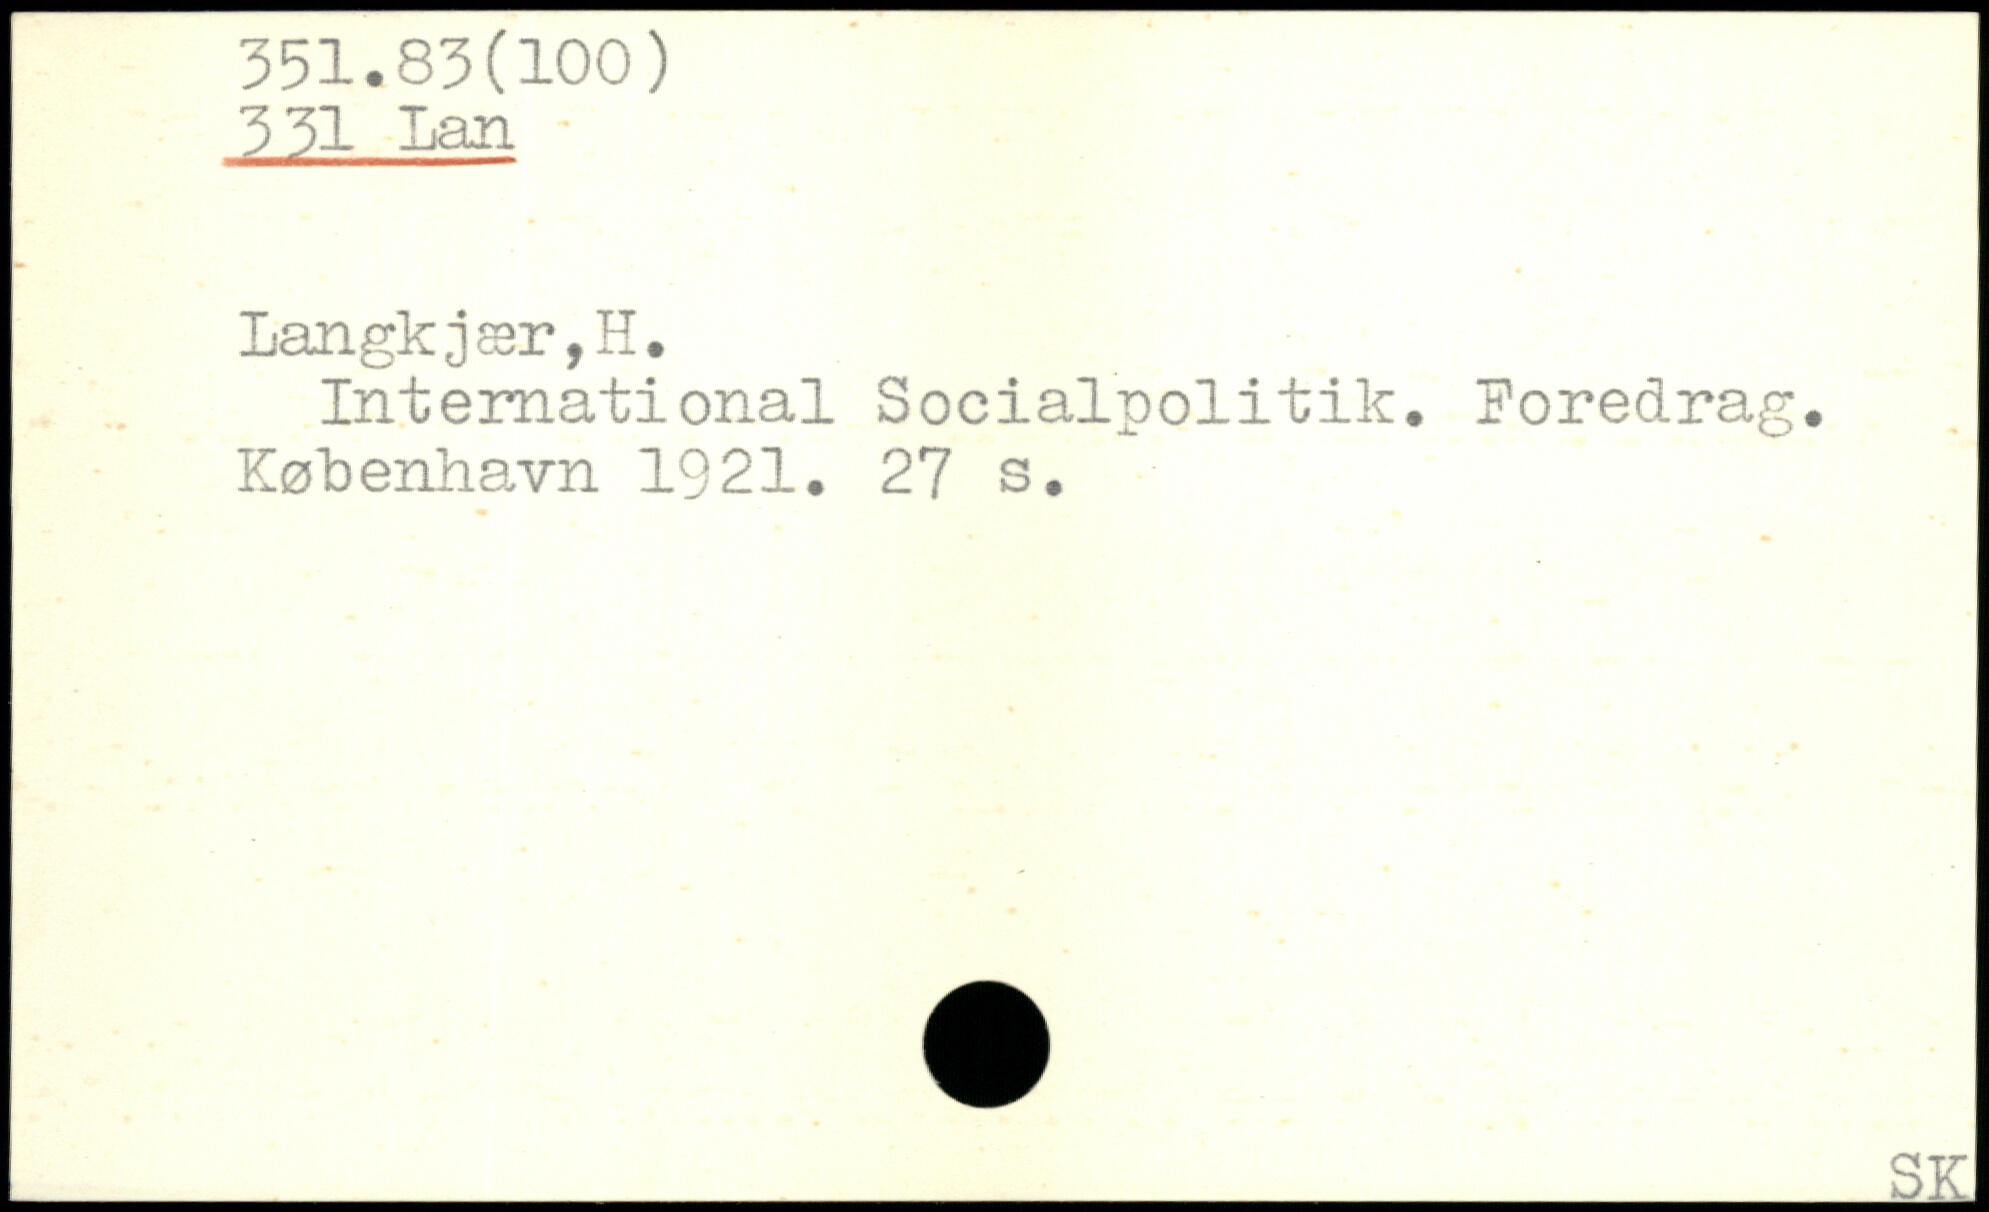 351.83(100)
331 Lan
Langkjær,H.
International Socialpolitik. Foredrag.
København 1921. 27 s.
SK